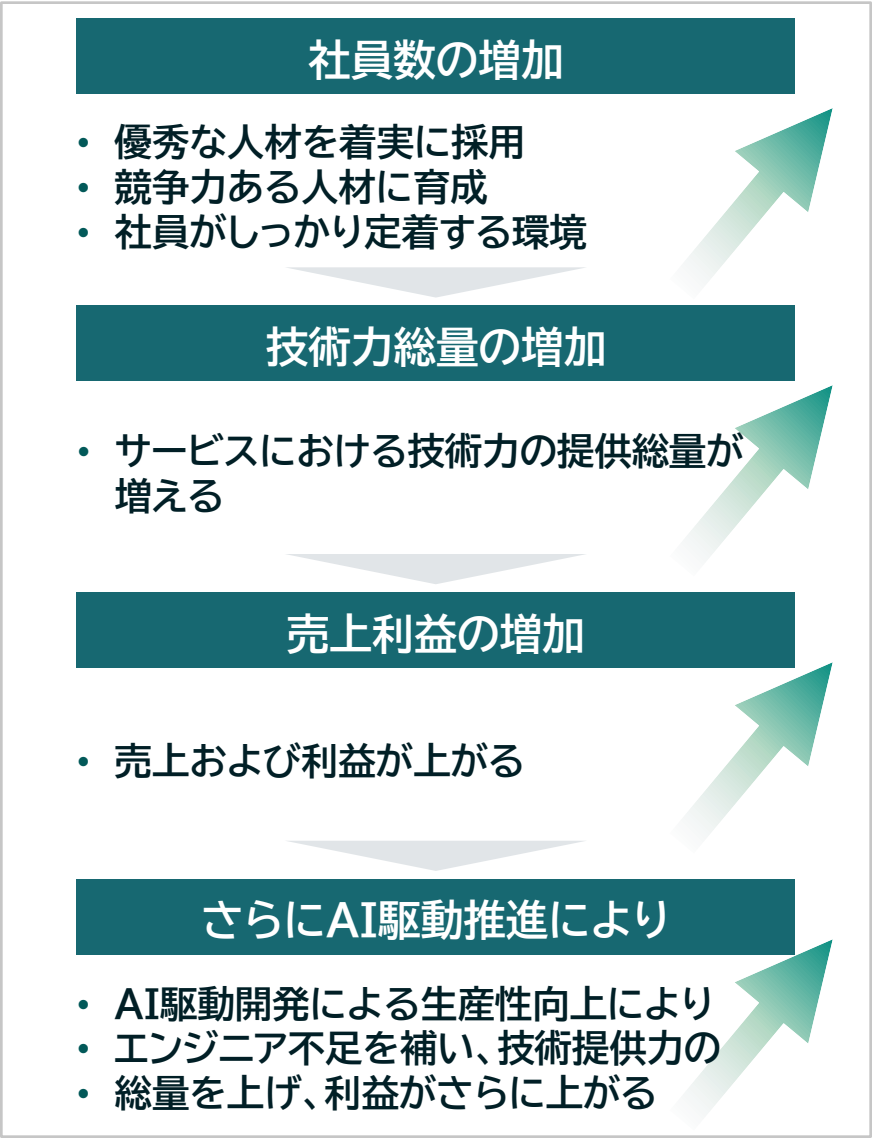 社員数の増加
• 優秀な人材を着実に採用
• 競争力ある人材に育成
• 社員がしっかり定着する環境
技術力総量の増加
• サービスにおける技術力の提供総量が
増える
売上利益の増加
• 売上および利益が上がる
さらにAI駆動推進により
• AI駆動開発による生産性向上により
• エンジニア不足を補い、技術提供力の
• 総量を上げ、利益がさらに上がる